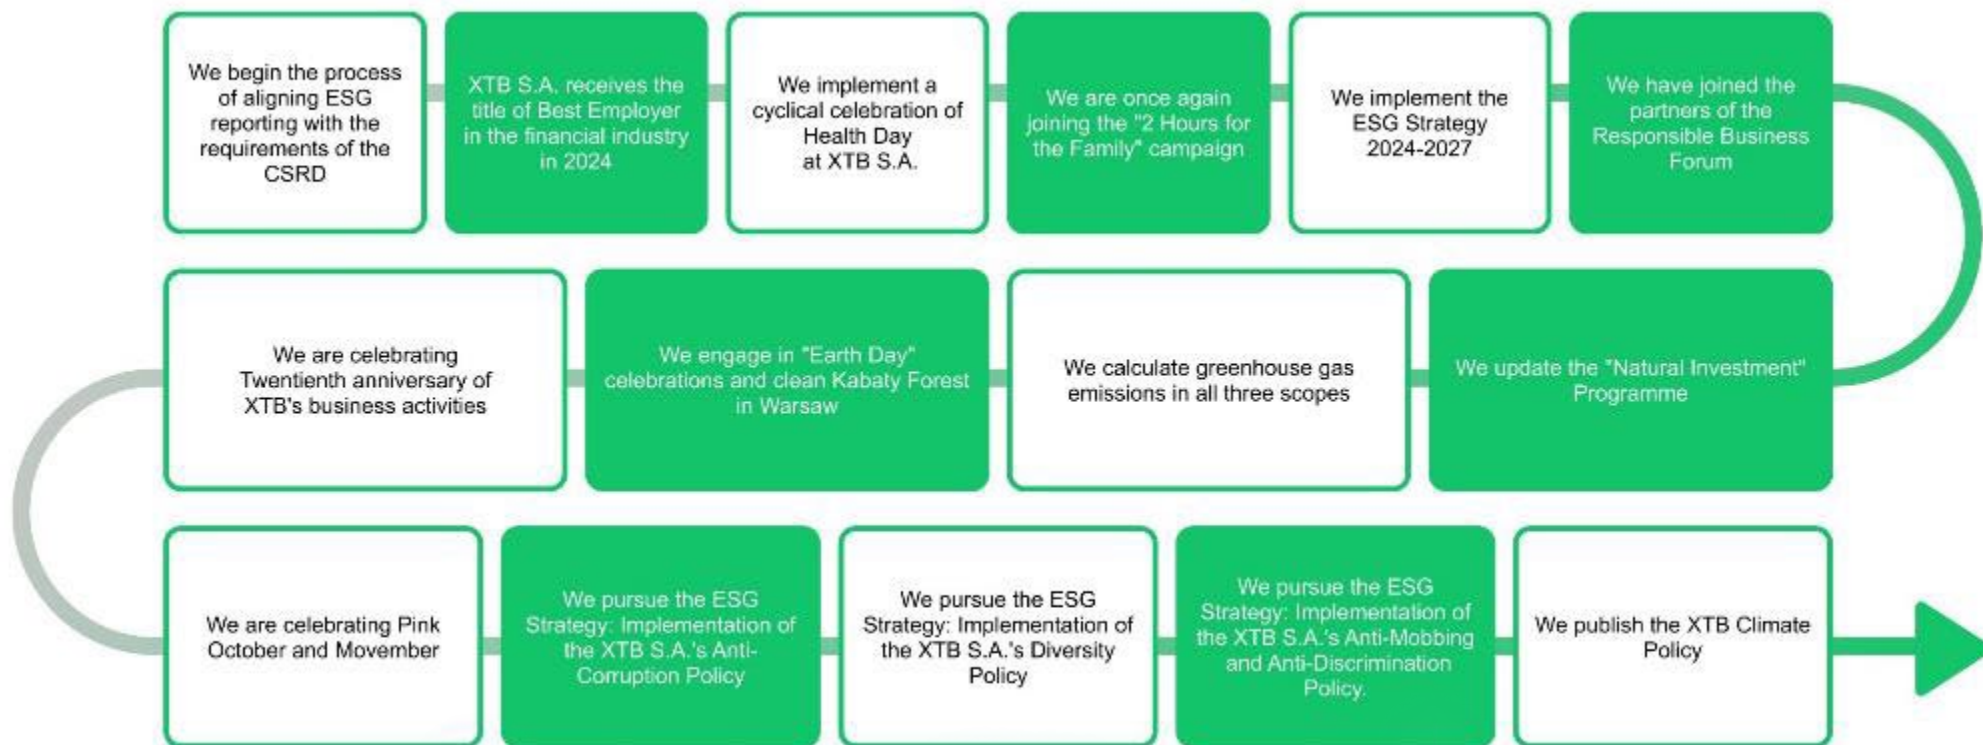 We begin the process
of aligning ESG
reporting with the
requirements of the
CSRD
XTB S.A. receives the
title of Best Employer
in the financial industry
in 2024
We implement a
cyclical celebration of
Health Day
at XTB S.A.
We are once again
joining the "2 Hours for
the Family" campaign
We implement the
ESG Strategy
2024-2027
We have joined the
partners of the
Responsible Business
Forum
We update the "Natural Investment"
Programme
We calculate greenhouse gas
emissions in all three scopes
We engage in "Earth Day"
celebrations and clean Kabaty Forest
in Warsaw
We are celebrating
Twentienth anniversary of
XTB's business activities
We are celebrating Pink
October and Movember
We pursue the ESG
Strategy: Implementation of
the XTB S.A.'s Anti-
Corruption Policy
We pursue the ESG
Strategy: Implementation of
the XTB S.A.'s Diversity
Policy
We pursue the ESG
Strategy: Implementation of
the XTB S.A.'s Anti-Mobbing
and Anti-Discrimination
Policy.
We publish the XTB Climate
Policy